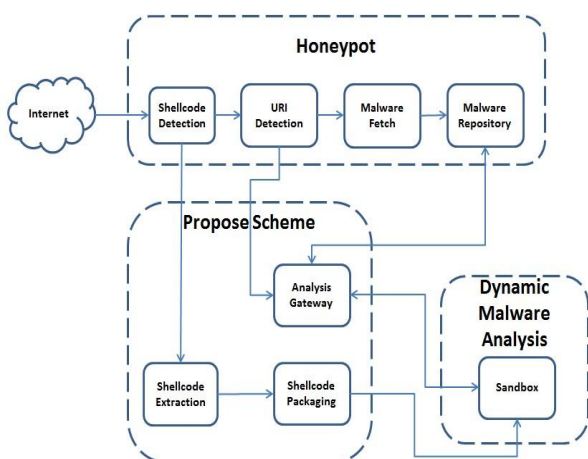 Honeypot
Internet
Shellcode
Detection
URI
Detection
Malware
Fetch
Malware
Repository
Propose Scheme
Analysis
Gateway
Dynamic
Malware
Analysis
Shellcode
Extraction
Shellcode
Packaging
Sandbox